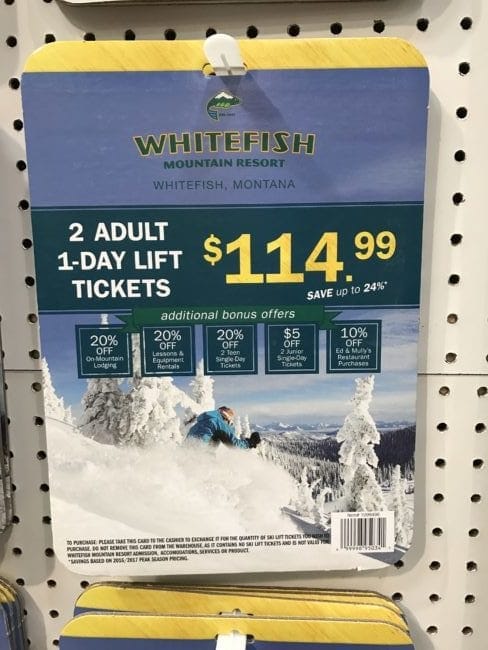 WHITEFISH
MOUNTAIN RESORT
WHITEFISH, MONTANA
2 ADULT
1-DAY LIFT
TICKETS
$114.99
SAVE up to 24%*
additional bonus offers
20%
OFF
On-Mountain
Lodging
20%
OFF
Lessons &
Equipment
Rentals
20%
OFF
2 Teen
Single-Day
Tickets
$5
OFF
2 Junior
Single-Day
Tickets
10%
OFF
Ed & Mully's
Restaurant
Purchases
TO PURCHASE: PLEASE TAKE THIS CARD TO THE CASHIER TO EXCHANGE IT FOR THE QUANTITY OF SKI LIFT TICKETS YOU WISH TO
PURCHASE. DO NOT REMOVE THIS CARD FROM THE WAREHOUSE, AS IT CONTAINS NO SKI LIFT TICKETS AND IS NOT VALID FOR
WHITEFISH MOUNTAIN RESORT ADMISSION, ACCOMODATIONS, SERVICES OR PRODUCT.
*SAVINGS BASED ON 2016/2017 PEAK SEASON PRICING.